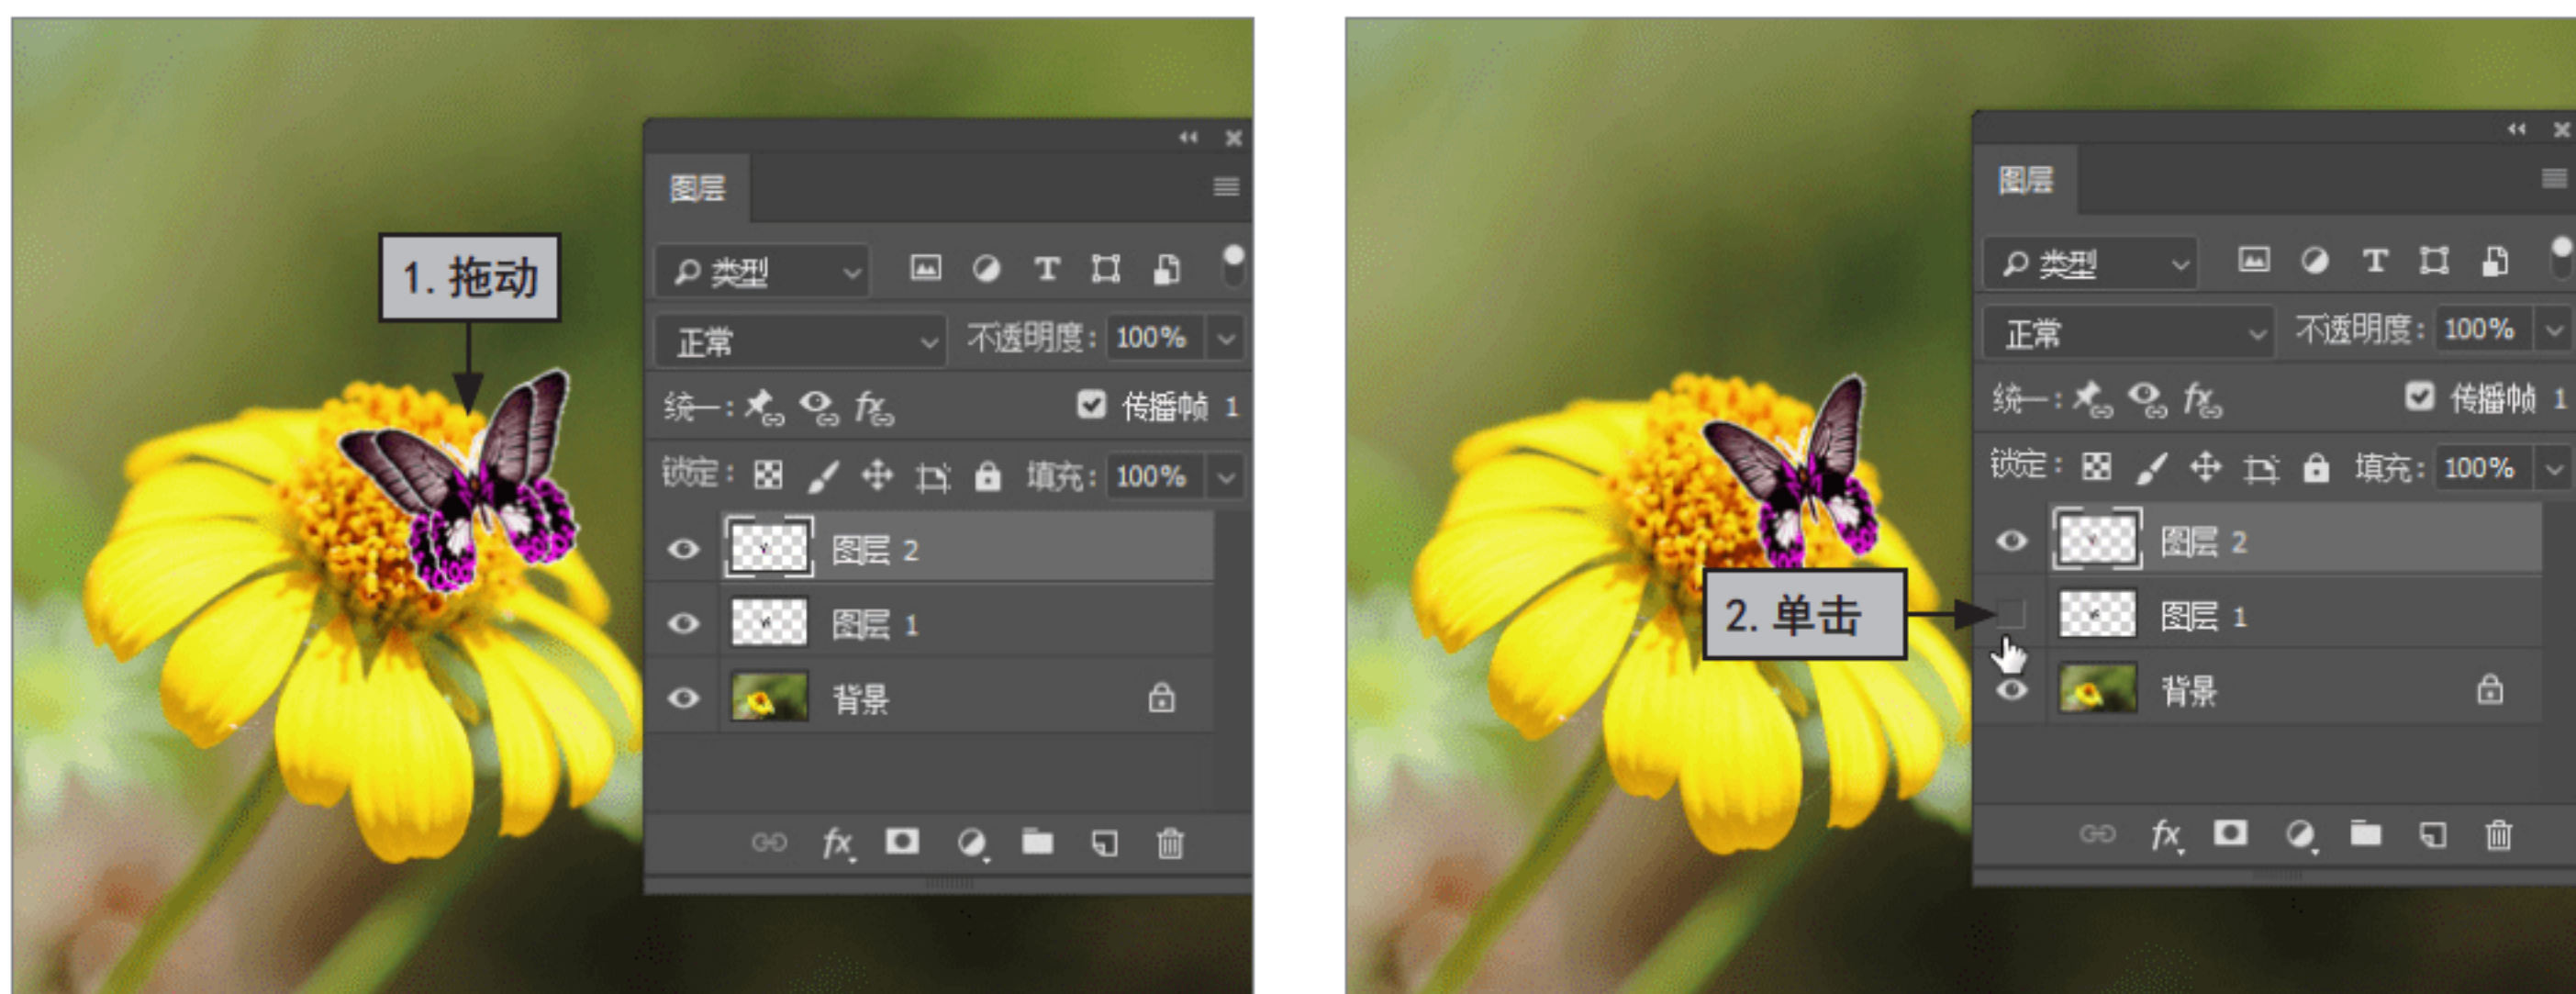 图层
1. 拖动
类型
正常 不透明度: 100%
统一: fx 传播帧 1
锁定: 填充: 100%
图层 2
图层 1
背景
fx
图层
类型
正常 不透明度: 100%
统一: fx 传播帧 1
锁定: 填充: 100%
图层 2
2. 单击
图层 1
背景
fx